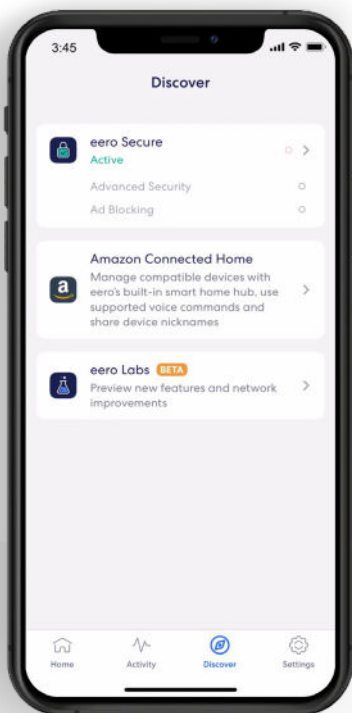 3:45
Discover
eero Secure
Active
Advanced Security
Ad Blocking
a
Amazon Connected Home
Manage compatible devices with
eero's built-in smart home hub, use
supported voice commands and
share device nicknames
eero Labs BETA
Preview new features and network
improvements
Home Activity Discover Settings